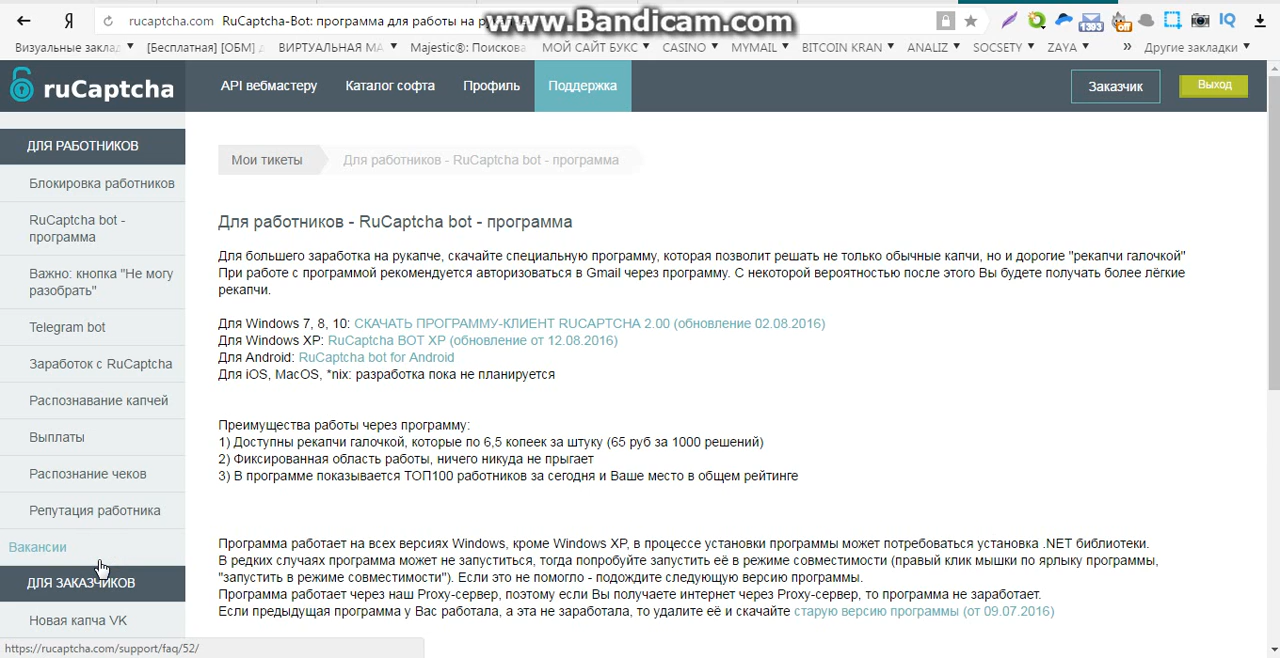 Я
rucaptcha.com RuCaptcha-Bot: программа для работы на
www.Bandicam.com
1393
off
IQ
Визуальные заклад
[Бесплатная] [ОБМ]
ВИРТУАЛЬНАЯ МА
Majestic®: Поискова
МОЙ САЙТ БУКС
CASINO
MYMAIL
BITCOIN KRAN
ANALIZ
SOCSETY
ZAYA
»
Другие закладки
ruCaptcha
API вебмастеру
Каталог софта
Профиль
Поддержка
Заказчик
Выход
ДЛЯ РАБОТНИКОВ
Блокировка работников
RuCaptcha bot -
программа
Важно: кнопка "Не могу
разобрать"
Telegram bot
Заработок с RuCaptcha
Распознавание капчей
Выплаты
Распознание чеков
Репутация работника
Вакансии
ДЛЯ ЗАКАЗЧИКОВ
Новая капча VK
https://rucaptcha.com/support/faq/52/
Мои тикеты
Для работников - RuCaptcha bot - программа
Для работников - RuCaptcha bot - программа
Для большего заработка на рукапче, скачайте специальную программу, которая позволит решать не только обычные капчи, но и дорогие "рекапчи галочкой"
При работе с программой рекомендуется авторизоваться в Gmail через программу. С некоторой вероятностью после этого Вы будете получать более лёгкие
рекапчи.
Для Windows 7, 8, 10: СКАЧАТЬ ПРОГРАММУ-КЛИЕНТ RUCAPTCHA 2.00 (обновление 02.08.2016)
Для Windows XP: RuCaptcha BOT XP (обновление от 12.08.2016)
Для Android: RuCaptcha bot for Android
Для iOS, MacOS, *nix: разработка пока не планируется
Преимущества работы через программу:
1) Доступны рекапчи галочкой, которые по 6,5 копеек за штуку (65 руб за 1000 решений)
2) Фиксированная область работы, ничего никуда не прыгает
3) В программе показывается ТОП100 работников за сегодня и Ваше место в общем рейтинге
Программа работает на всех версиях Windows, кроме Windows XP, в процессе установки программы может потребоваться установка .NET библиотеки.
В редких случаях программа может не запуститься, тогда попробуйте запустить её в режиме совместимости (правый клик мышки по ярлыку программы,
"запустить в режиме совместимости"). Если это не помогло - подождите следующую версию программы.
Программа работает через наш Proxy-сервер, поэтому если Вы получаете интернет через Proxy-сервер, то программа не заработает.
Если предыдущая программа у Вас работала, а эта не заработала, то удалите её и скачайте старую версию программы (от 09.07.2016)